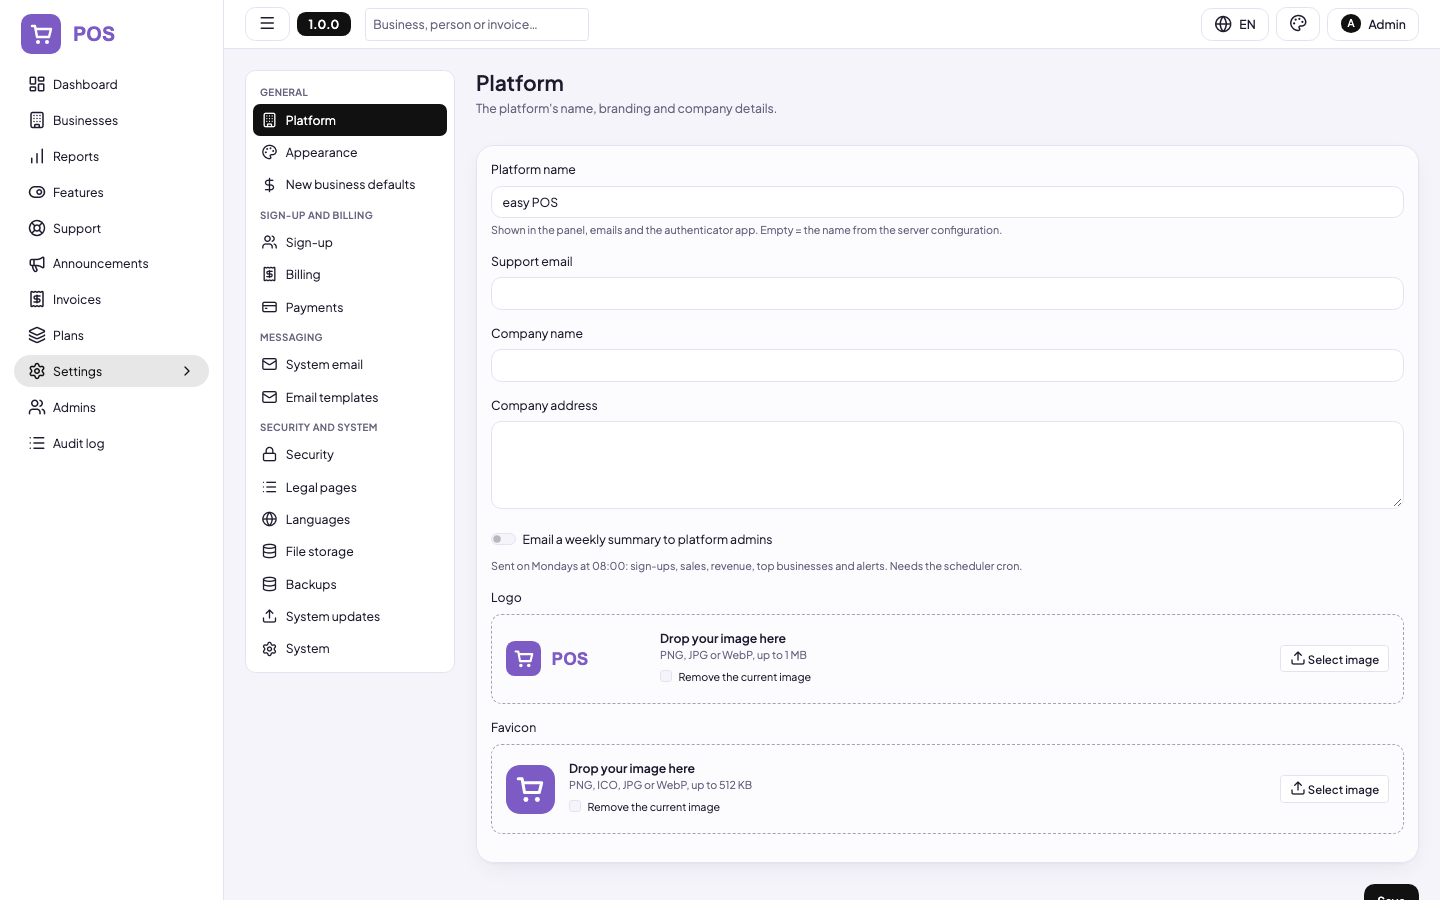 POS
1.0.0
Business, person or invoice...
EN
A
Admin
Dashboard
Businesses
Reports
Features
Support
Announcements
Invoices
Plans
Settings
Admins
Audit log
GENERAL
Platform
Appearance
New business defaults
SIGN-UP AND BILLING
Sign-up
Billing
Payments
MESSAGING
System email
Email templates
SECURITY AND SYSTEM
Security
Legal pages
Languages
File storage
Backups
System updates
System
Platform
The platform's name, branding and company details.
Platform name
easy POS
Shown in the panel, emails and the authenticator app. Empty = the name from the server configuration.
Support email
Company name
Company address
Email a weekly summary to platform admins
Sent on Mondays at 08:00: sign-ups, sales, revenue, top businesses and alerts. Needs the scheduler cron.
Logo
POS
Drop your image here
PNG, JPG or WebP, up to 1 MB
Remove the current image
Select image
Favicon
Drop your image here
PNG, ICO, JPG or WebP, up to 512 KB
Remove the current image
Select image
Save